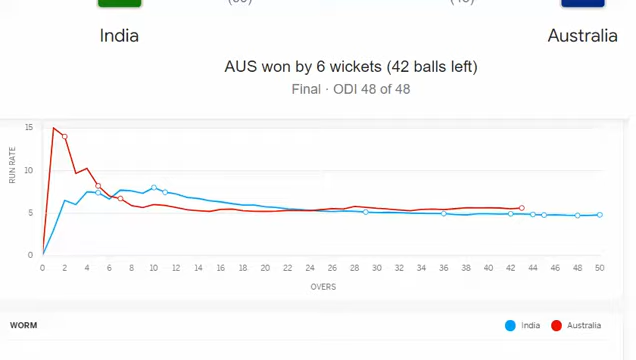 India
Australia
AUS won by 6 wickets (42 balls left)
Final · ODI 48 of 48
15
10
5
0
RUN RATE
0 2 4 6 8 10 12 14 16 18 20 22 24 26 28 30 32 34 36 38 40 42 44 46 48 50
OVERS
WORM
India
Australia